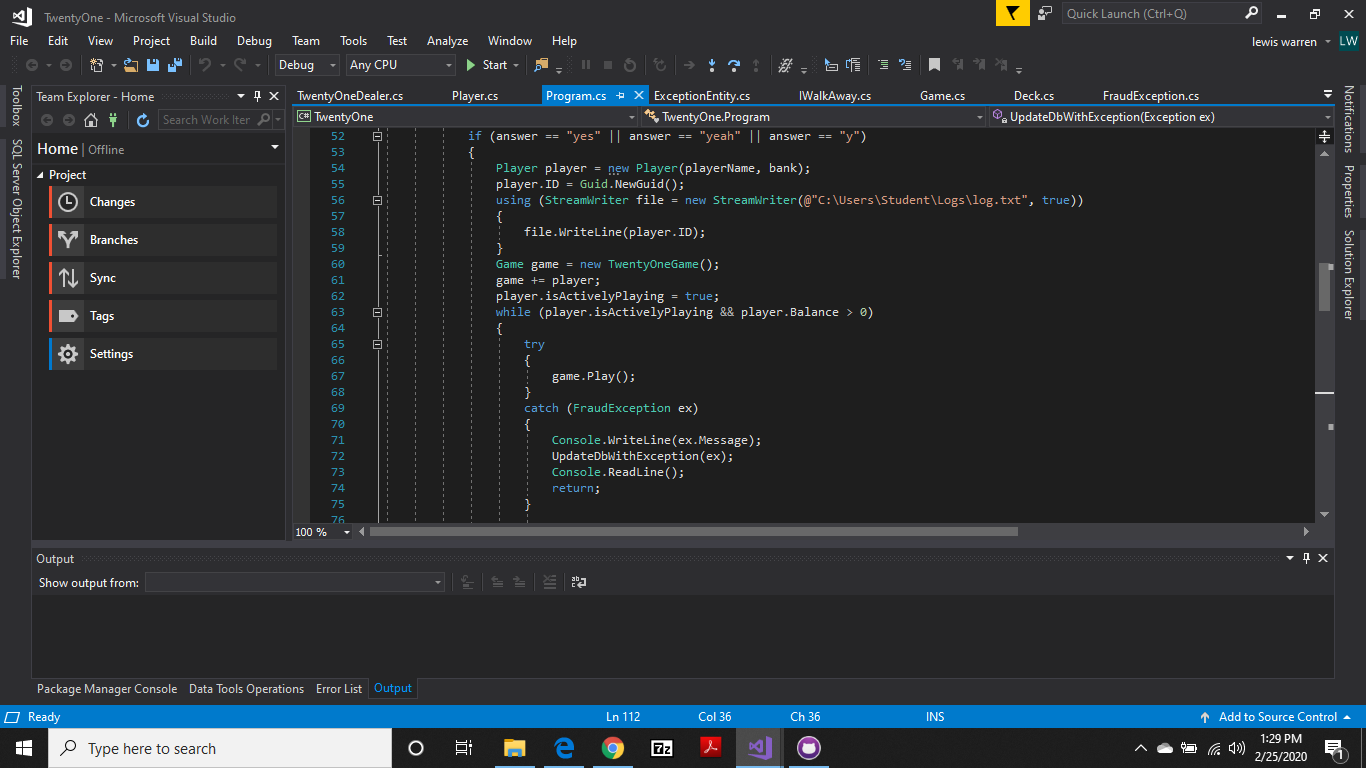 TwentyOne - Microsoft Visual Studio
Quick Launch (Ctrl+Q)
File Edit View Project Build Debug Team Tools Test Analyze Window Help
lewis warren LW
Debug Any CPU Start
Toolbox
SQL Server Object Explorer
Team Explorer - Home
Search Work Iter
Home | Offline
Project
Changes
Branches
Sync
Tags
Settings
TwentyOneDealer.cs Player.cs Program.cs ExceptionEntity.cs IWalkAway.cs Game.cs Deck.cs FraudException.cs
C# TwentyOne TwentyOne.Program UpdateDbWithException(Exception ex)
52 if (answer == "yes" || answer == "yeah" || answer == "y")
53 {
54 Player player = new Player(playerName, bank);
55 player.ID = Guid.NewGuid();
56 using (StreamWriter file = new StreamWriter(@"C:\Users\Student\Logs\log.txt", true))
57 {
58 file.WriteLine(player.ID);
59 }
60 Game game = new TwentyOneGame();
61 game += player;
62 player.isActivelyPlaying = true;
63 while (player.isActivelyPlaying && player.Balance > 0)
64 {
65 try
66 {
67 game.Play();
68 }
69 catch (FraudException ex)
70 {
71 Console.WriteLine(ex.Message);
72 UpdateDbWithException(ex);
73 Console.ReadLine();
74 return;
75 }
76
100 %
Notifications
Properties
Solution Explorer
Output
Show output from:
Package Manager Console Data Tools Operations Error List Output
Ready Ln 112 Col 36 Ch 36 INS Add to Source Control
Type here to search
7z
1:29 PM
2/25/2020
1